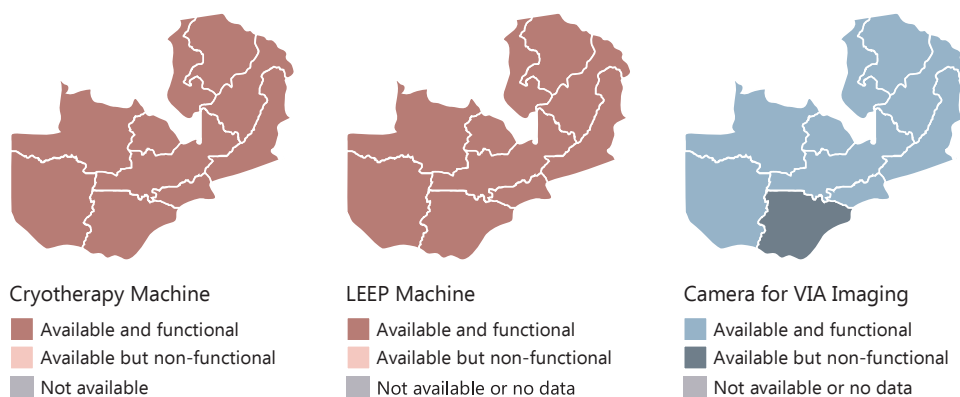 Cryotherapy Machine
Available and functional
Available but non-functional
Not available
LEEP Machine
Available and functional
Available but non-functional
Not available or no data
Camera for VIA Imaging
Available and functional
Available but non-functional
Not available or no data